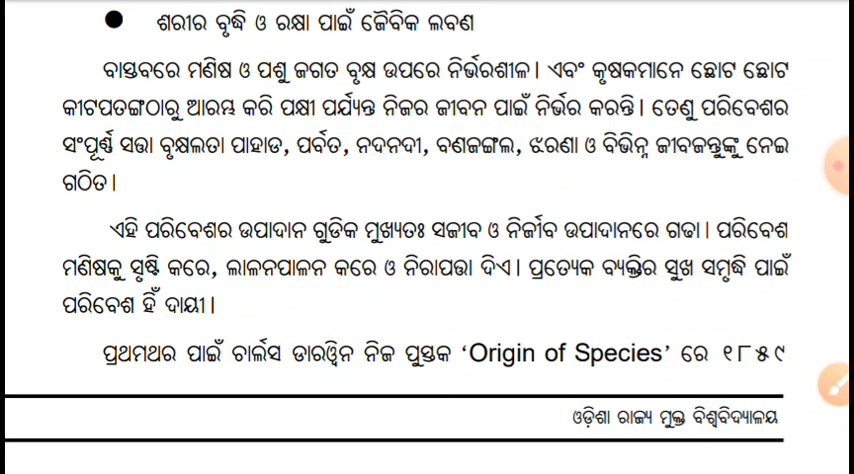 ● ଶରୀର ବୃଦ୍ଧି ଓ ରକ୍ଷା ପାଇଁ ଜୈବିକ ଲବଣ
ବାସ୍ତବରେ ମଣିଷ ଓ ପଶୁ ଜଗତ ବୃକ୍ଷ ଉପରେ ନିର୍ଭରଶୀଳ। ଏବଂ କୃଷକମାନେ ଛୋଟ ଛୋଟ
କୀଟପତଙ୍ଗଠାରୁ ଆରମ୍ଭ କରି ପକ୍ଷୀ ପର୍ଯ୍ୟନ୍ତ ନିଜର ଜୀବନ ପାଇଁ ନିର୍ଭର କରନ୍ତି। ତେଣୁ ପରିବେଶର
ସଂପୂର୍ଣ୍ଣ ସତ୍ତା ବୃକ୍ଷଲତା ପାହାଡ, ପର୍ବତ, ନଦନଦୀ, ବଣଜଙ୍ଗଲ, ଝରଣା ଓ ବିଭିନ୍ନ ଜୀବଜନ୍ତୁଙ୍କୁ ନେଇ
ଗଠିତ।
ଏହି ପରିବେଶର ଉପାଦାନ ଗୁଡିକ ମୁଖ୍ୟତଃ ସଜୀବ ଓ ନିର୍ଜୀବ ଉପାଦାନରେ ଗଢା। ପରିବେଶ
ମଣିଷକୁ ସୃଷ୍ଟି କରେ, ଲାଳନପାଳନ କରେ ଓ ନିରାପତ୍ତା ଦିଏ। ପ୍ରତ୍ୟେକ ବ୍ୟକ୍ତିର ସୁଖ ସମୃଦ୍ଧି ପାଇଁ
ପରିବେଶ ହିଁ ଦାୟୀ।
ପ୍ରଥମଥର ପାଇଁ ଚାର୍ଲସ ଡାରଓ୍ୱିନ ନିଜ ପୁସ୍ତକ ‘Origin of Species’ ରେ ୧୮୫୯
ଓଡ଼ିଶା ରାଜ୍ୟ ମୁକ୍ତ ବିଶ୍ୱବିଦ୍ୟାଳୟ